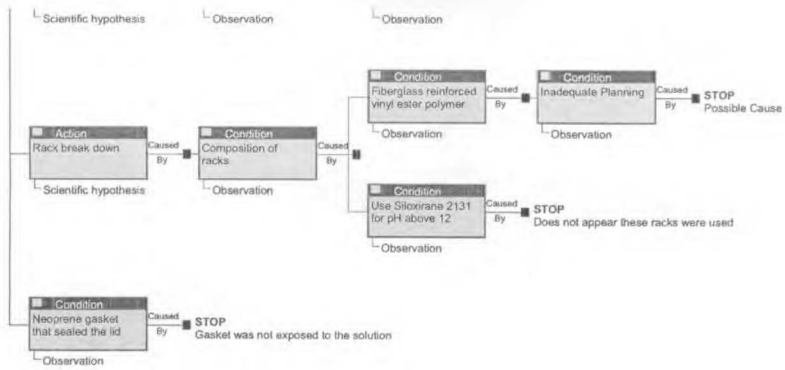 Scientific hypothesis
Observation
Observation
Condition
Fiberglass reinforced
vinyl ester polymer
Caused
By
Observation
Condition
Inadequate Planning
Caused
By
STOP
Possible Cause
Observation
Action
Rack break down
Caused
By
Scientific hypothesis
Condition
Composition of
racks
Caused
By
Observation
Condition
Use Siloxirane 2131
for pH above 12
Caused
By
STOP
Does not appear these racks were used
Observation
Condition
Neoprene gasket
that sealed the lid
Caused
By
STOP
Gasket was not exposed to the solution
Observation